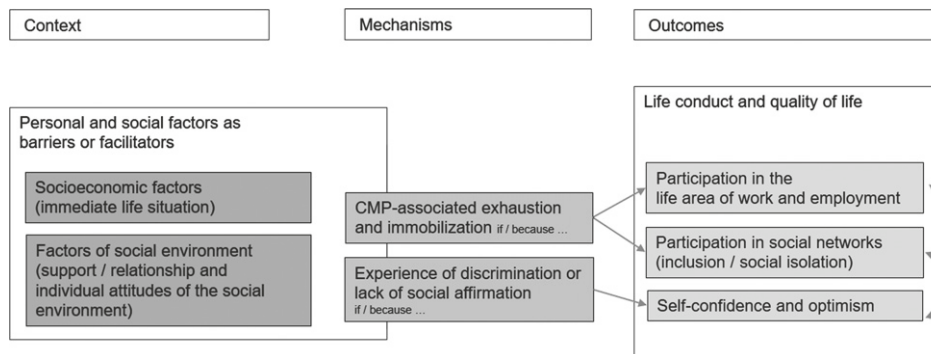 Context
Mechanisms
Outcomes
Personal and social factors as
barriers or facilitators
Socioeconomic factors
(immediate life situation)
Factors of social environment
(support / relationship and
individual attitudes of the social
environment)
CMP-associated exhaustion
and immobilization if / because ...
Experience of discrimination or
lack of social affirmation
if / because ...
Life conduct and quality of life
Participation in the
life area of work and employment
Participation in social networks
(inclusion / social isolation)
Self-confidence and optimism